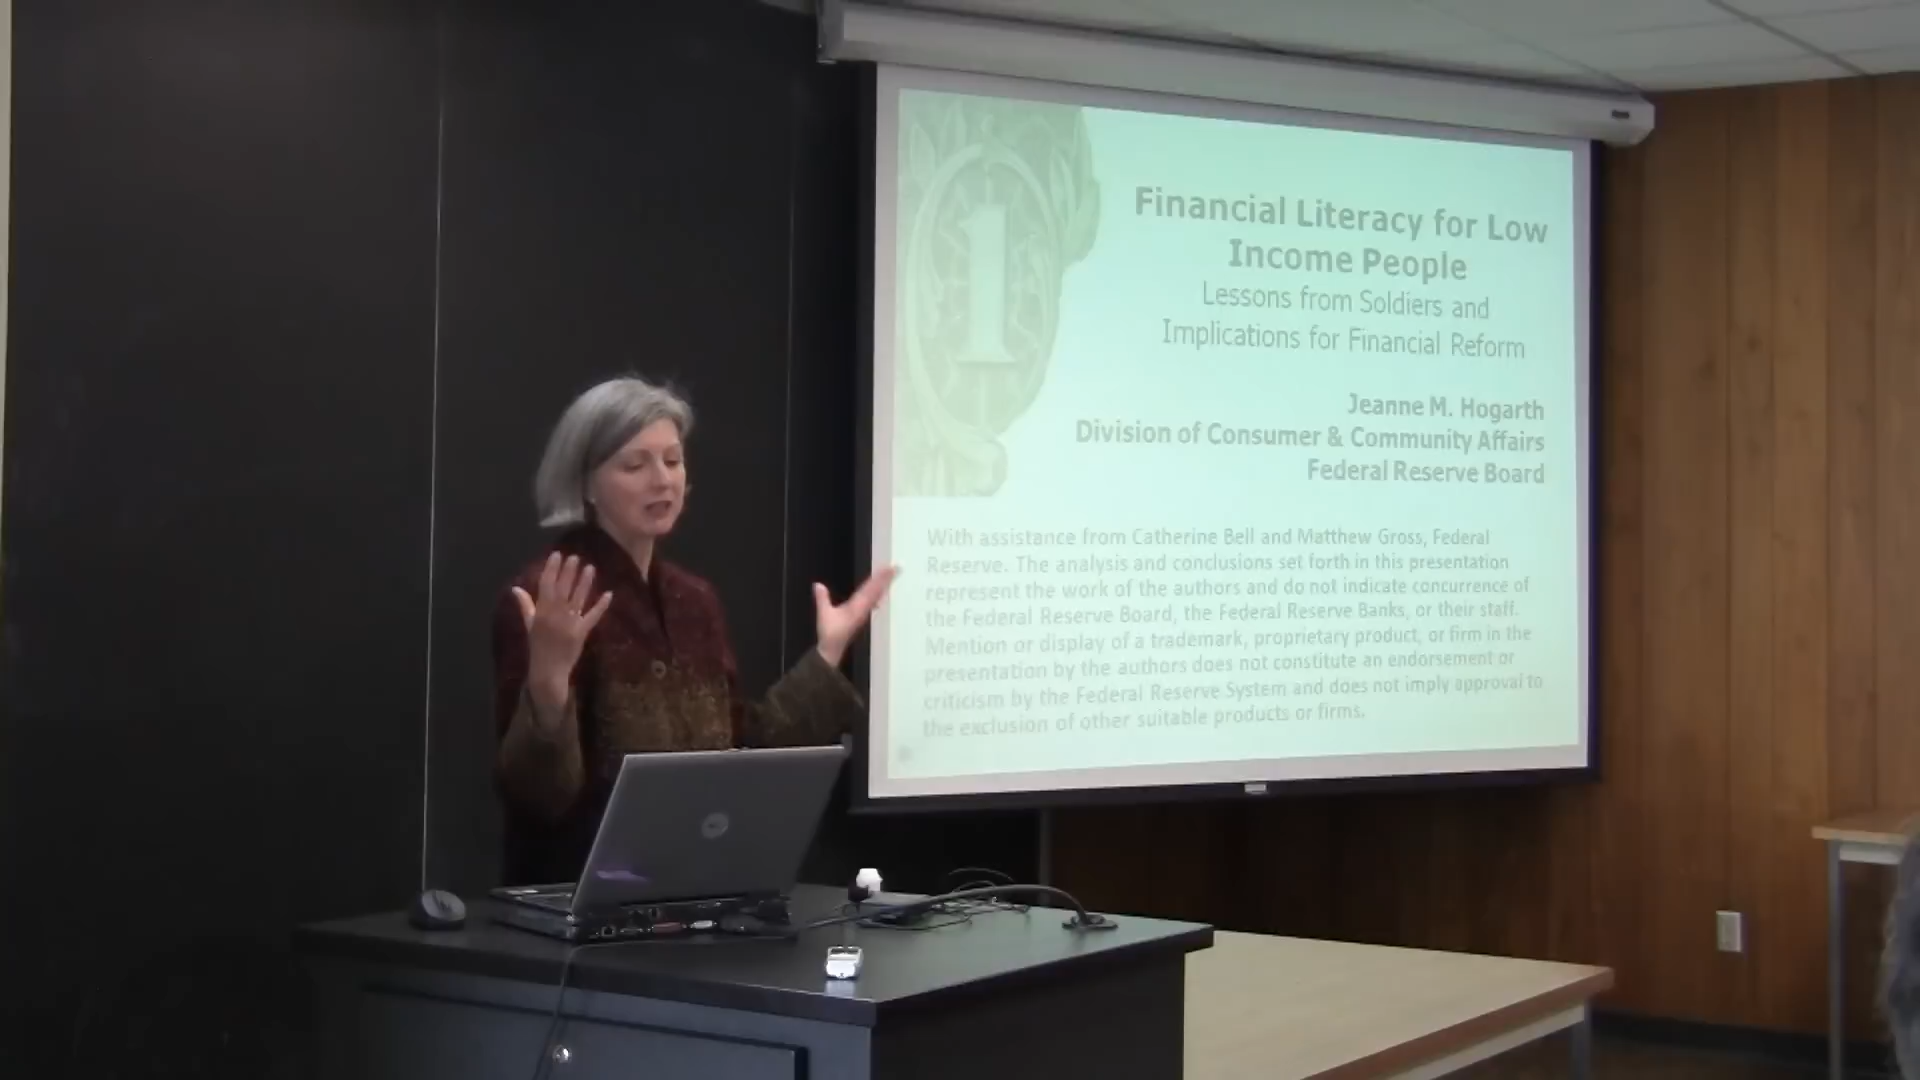 1
Financial Literacy for Low
Income People
Lessons from Soldiers and
Implications for Financial Reform
Jeanne M. Hogarth
Division of Consumer & Community Affairs
Federal Reserve Board
With assistance from Catherine Bell and Matthew Gross, Federal
Reserve. The analysis and conclusions set forth in this presentation
represent the work of the authors and do not indicate concurrence of
the Federal Reserve Board, the Federal Reserve Banks, or their staff.
Mention or display of a trademark, proprietary product, or firm in the
presentation by the authors does not constitute an endorsement or
criticism by the Federal Reserve System and does not imply approval to
the exclusion of other suitable products or firms.